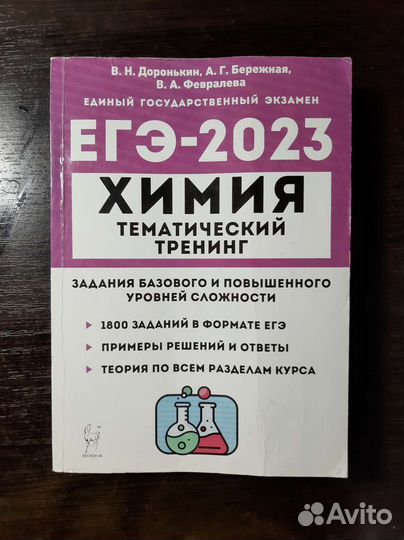 В. Н. Доронькин, А. Г. Бережная,
В. А. Февралева
ЕДИНЫЙ ГОСУДАРСТВЕННЫЙ ЭКЗАМЕН
ЕГЭ-2023
ХИМИЯ
ТЕМАТИЧЕСКИЙ
ТРЕНИНГ
ЗАДАНИЯ БАЗОВОГО И ПОВЫШЕННОГО
УРОВНЕЙ СЛОЖНОСТИ
1800 ЗАДАНИЙ В ФОРМАТЕ ЕГЭ
ПРИМЕРЫ РЕШЕНИЙ И ОТВЕТЫ
ТЕОРИЯ ПО ВСЕМ РАЗДЕЛАМ КУРСА
ЛЕГИОН-М
Avito